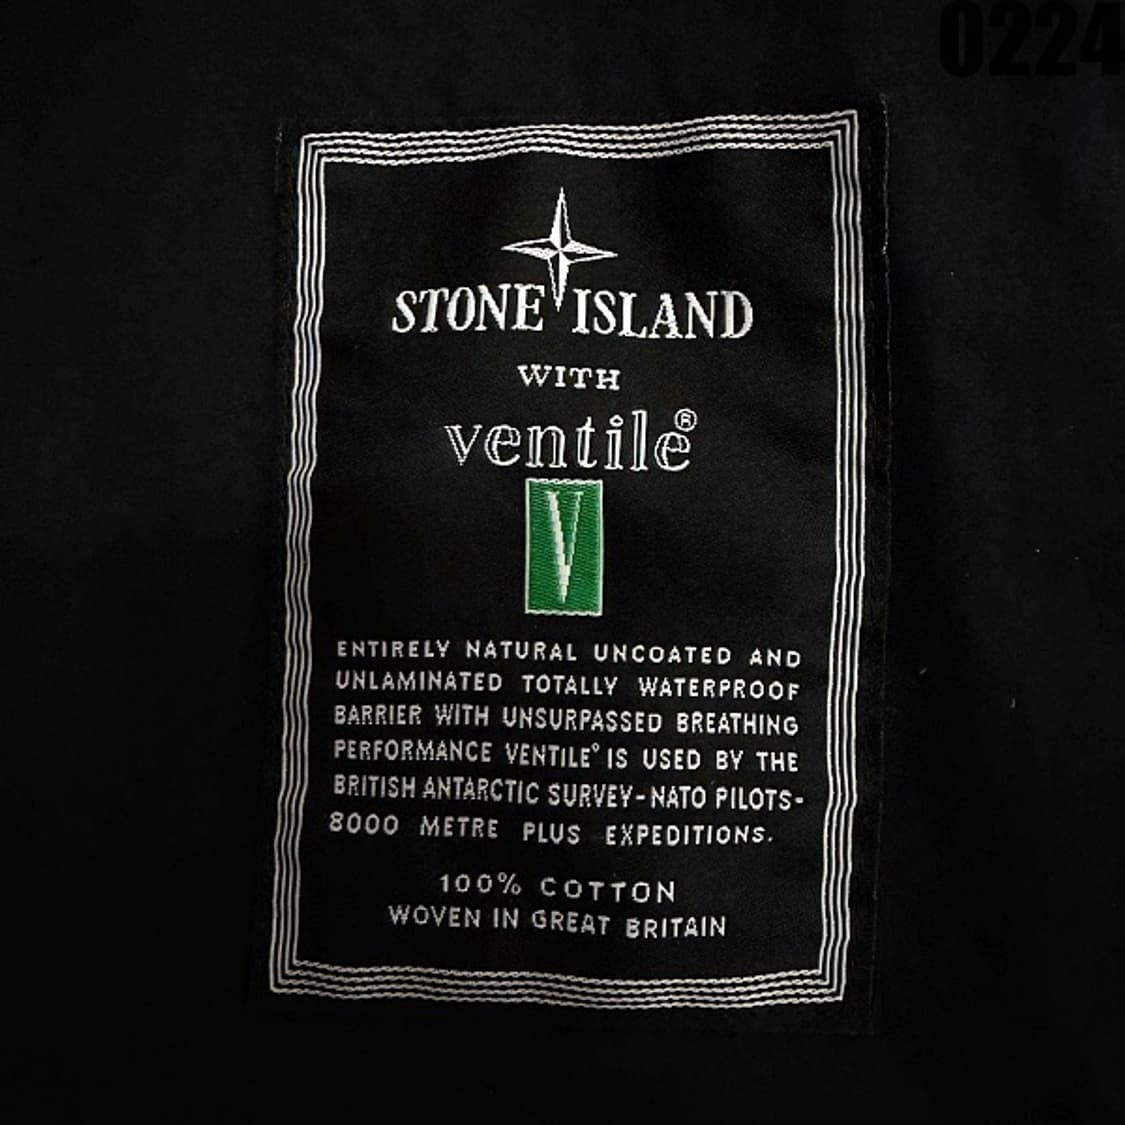 0224
STONE ISLAND
WITH
ventile®
V
ENTIRELY NATURAL UNCOATED AND
UNLAMINATED TOTALLY WATERPROOF
BARRIER WITH UNSURPASSED BREATHING
PERFORMANCE VENTILE® IS USED BY THE
BRITISH ANTARCTIC SURVEY-NATO PILOTS-
8000 METRE PLUS EXPEDITIONS.
100% COTTON
WOVEN IN GREAT BRITAIN